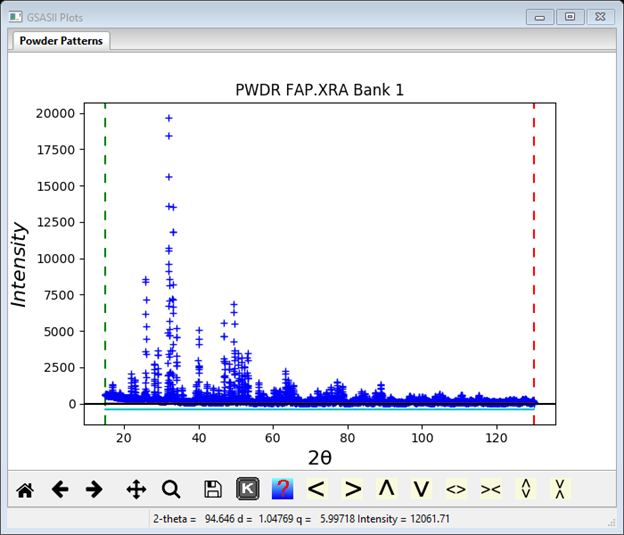 GSASII Plots
Powder Patterns
PWDR FAP.XRA Bank 1
20000
17500
15000
12500
10000
7500
5000
2500
0
Intensity
20 40 60 80 100 120
2θ
K ? < > Λ V <> ><
2-theta = 94.646 d = 1.04769 q = 5.99718 Intensity = 12061.71